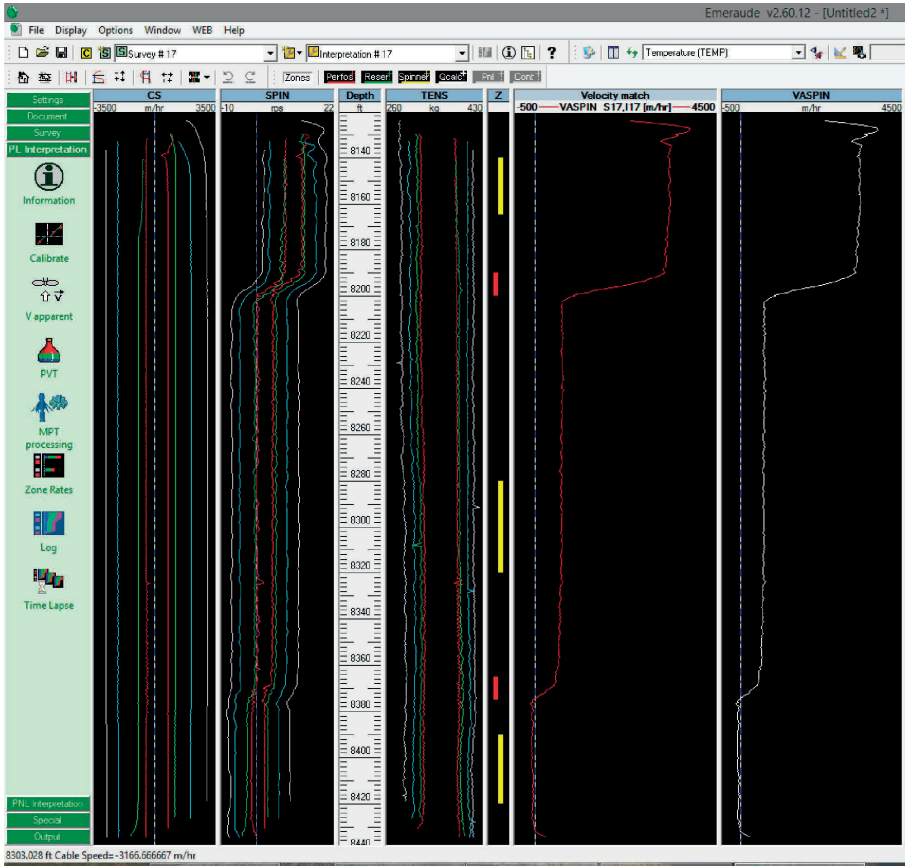 Emeraude v2.60.12 - [Untitled2 *]
File Display Options Window WEB Help
Survey # 17
Interpretation # 17
Temperature (TEMP)
Zones Perfos Reser Spinne Qcalc Pnl Cont
Settings
Document
Survey
PL Interpretation
Information
Calibrate
V apparent
PVT
MPT
processing
Zone Rates
Log
Time Lapse
PNL Interpretation
Special
Output
CS
-3500 m/hr 3500
SPIN
-10 rps 22
Depth
ft
TENS
260 kg 430
Z
Velocity match
-500 VASPIN S17,I17 [m/hr] 4500
VASPIN
-500 m/hr 4500
8140
8160
8180
8200
8220
8240
8260
8280
8300
8320
8340
8360
8380
8400
8420
8440
8303.028 ft Cable Speed=-3166.666667 m/hr